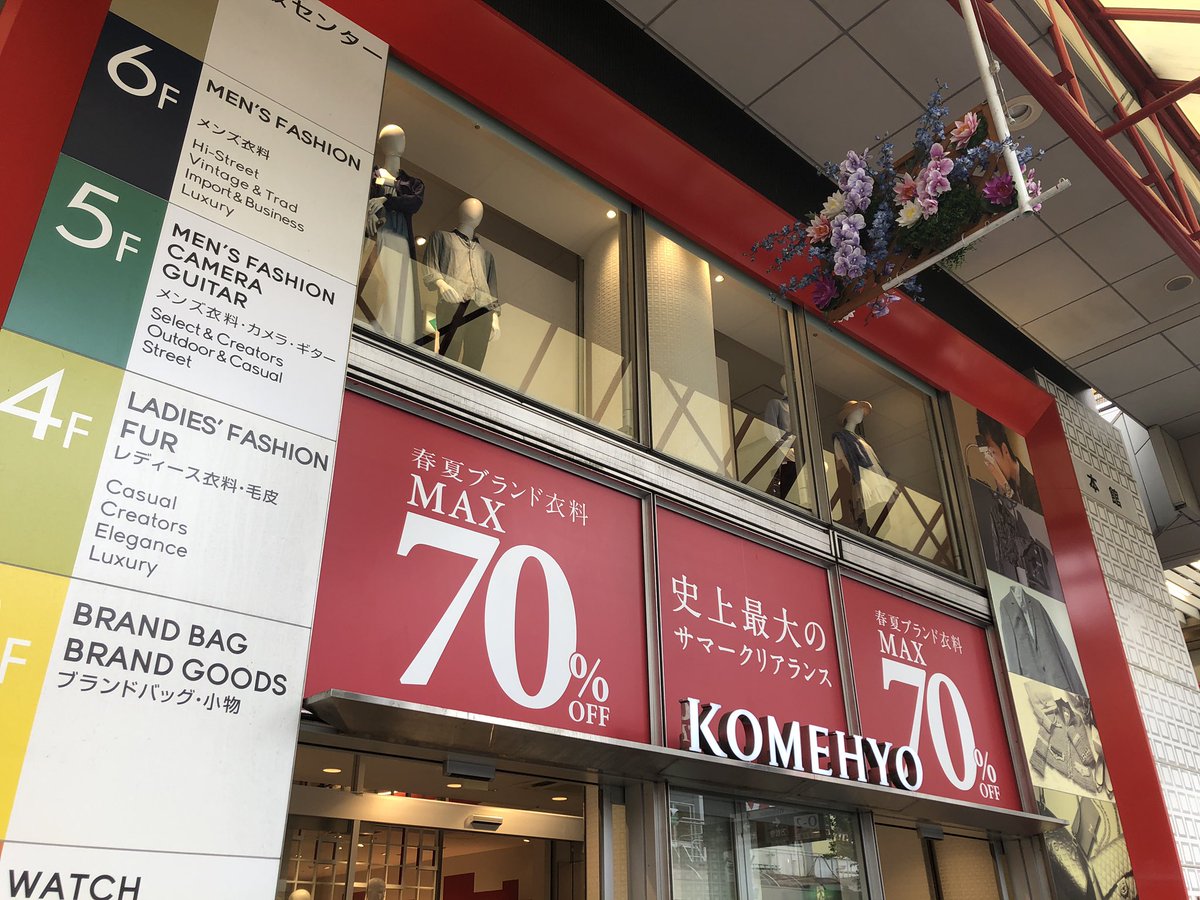 センター
6F
MEN'S FASHION
メンズ衣料
Hi-Street
Vintage & Trad
Import & Business
Luxury
5F
MEN'S FASHION
CAMERA
GUITAR
メンズ衣料・カメラ・ギター
Select & Creators
Outdoor & Casual
Street
4F
LADIES' FASHION
FUR
レディース衣料・毛皮
Casual
Creators
Elegance
Luxury
F
BRAND BAG
BRAND GOODS
ブランドバッグ・小物
WATCH
春夏ブランド衣料
MAX
70%
OFF
史上最大の
サマークリアランス
春夏ブランド衣料
MAX
70%
OFF
KOMEHYO
本館